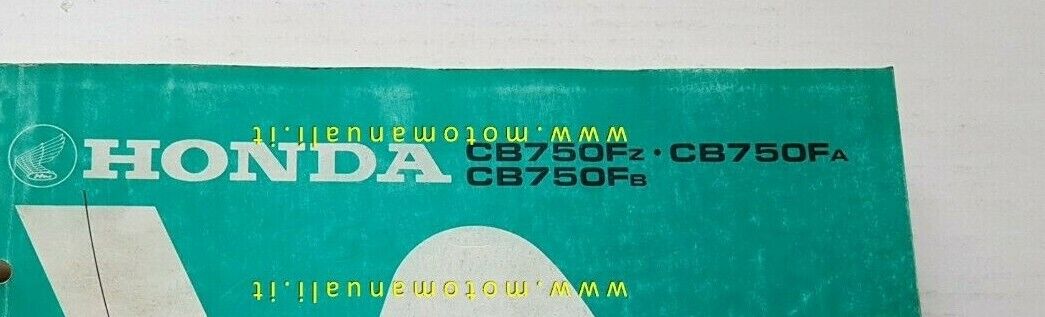 www.motomanuali.it
HONDA CB750Fz · CB750FA
CB750FB
www.motomanuali.it